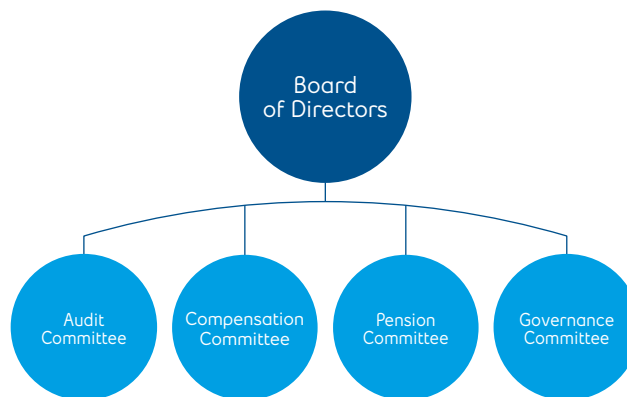 Board
of Directors
Audit
Committee
Compensation
Committee
Pension
Committee
Governance
Committee